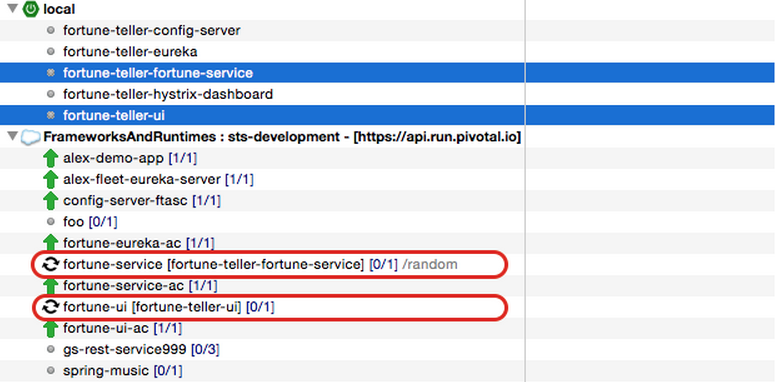 local
fortune-teller-config-server
fortune-teller-eureka
fortune-teller-fortune-service
fortune-teller-hystrix-dashboard
fortune-teller-ui
FrameworksAndRuntimes : sts-development - [https://api.run.pivotal.io]
alex-demo-app [1/1]
alex-fleet-eureka-server [1/1]
config-server-ftasc [1/1]
foo [0/1]
fortune-eureka-ac [1/1]
fortune-service [fortune-teller-fortune-service] [0/1] /random
fortune-service-ac [1/1]
fortune-ui [fortune-teller-ui] [0/1]
fortune-ui-ac [1/1]
gs-rest-service999 [0/3]
spring-music [0/1]